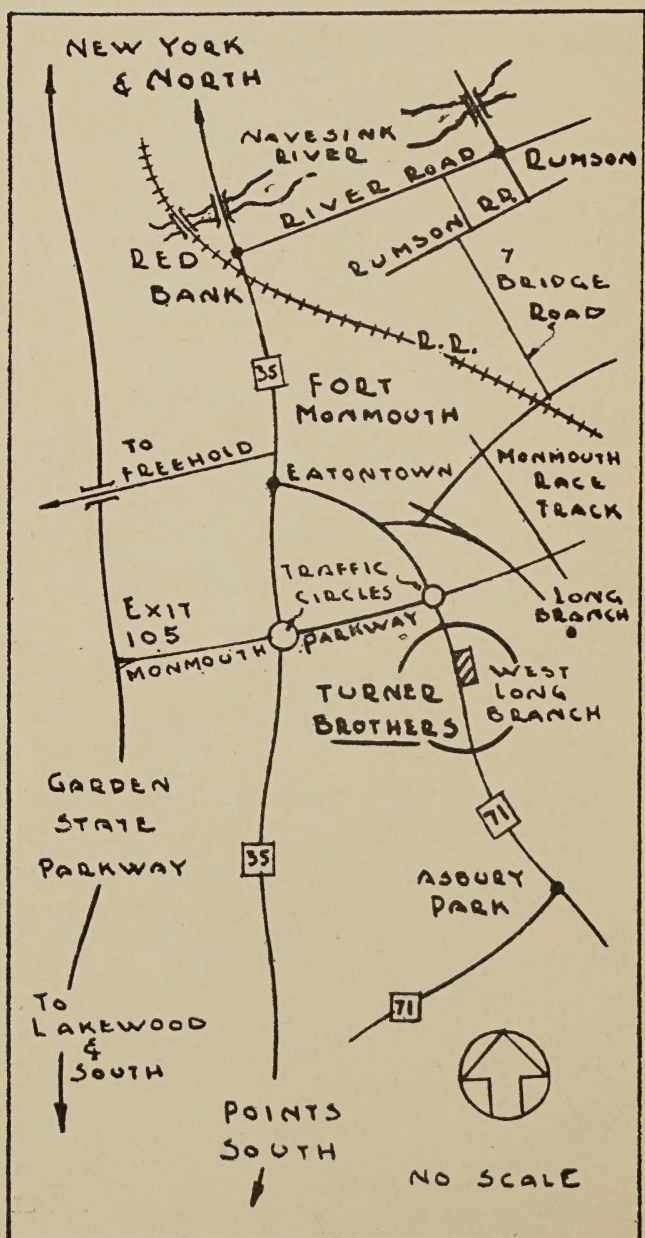 NEW YORK
& NORTH
NAVESINK
RIVER
RIVER ROAD
RUMSON
RUMSON RR
RED
BANK
7
BRIDGE
ROAD
R.R.
35
FORT
MONMOUTH
TO
FREEHOLD
EATONTOWN
MONMOUTH
RACE
TRACK
TRAFFIC
CIRCLES
EXIT
105
MONMOUTH PARKWAY
LONG
BRANCH
TURNER
BROTHERS
WEST
LONG
BRANCH
GARDEN
STATE
PARKWAY
35
71
ASBURY
PARK
71
TO
LAKEWOOD
&
SOUTH
POINTS
SOUTH
NO SCALE